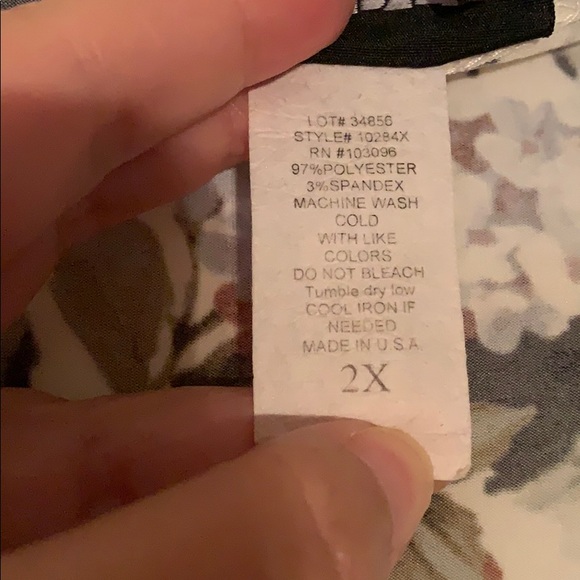 LOT# 34856
STYLE# 10284X
RN #103096
97%POLYESTER
3%SPANDEX
MACHINE WASH
COLD
WITH LIKE
COLORS
DO NOT BLEACH
Tumble dry low
COOL IRON IF
NEEDED
MADE IN U.S.A.
2X